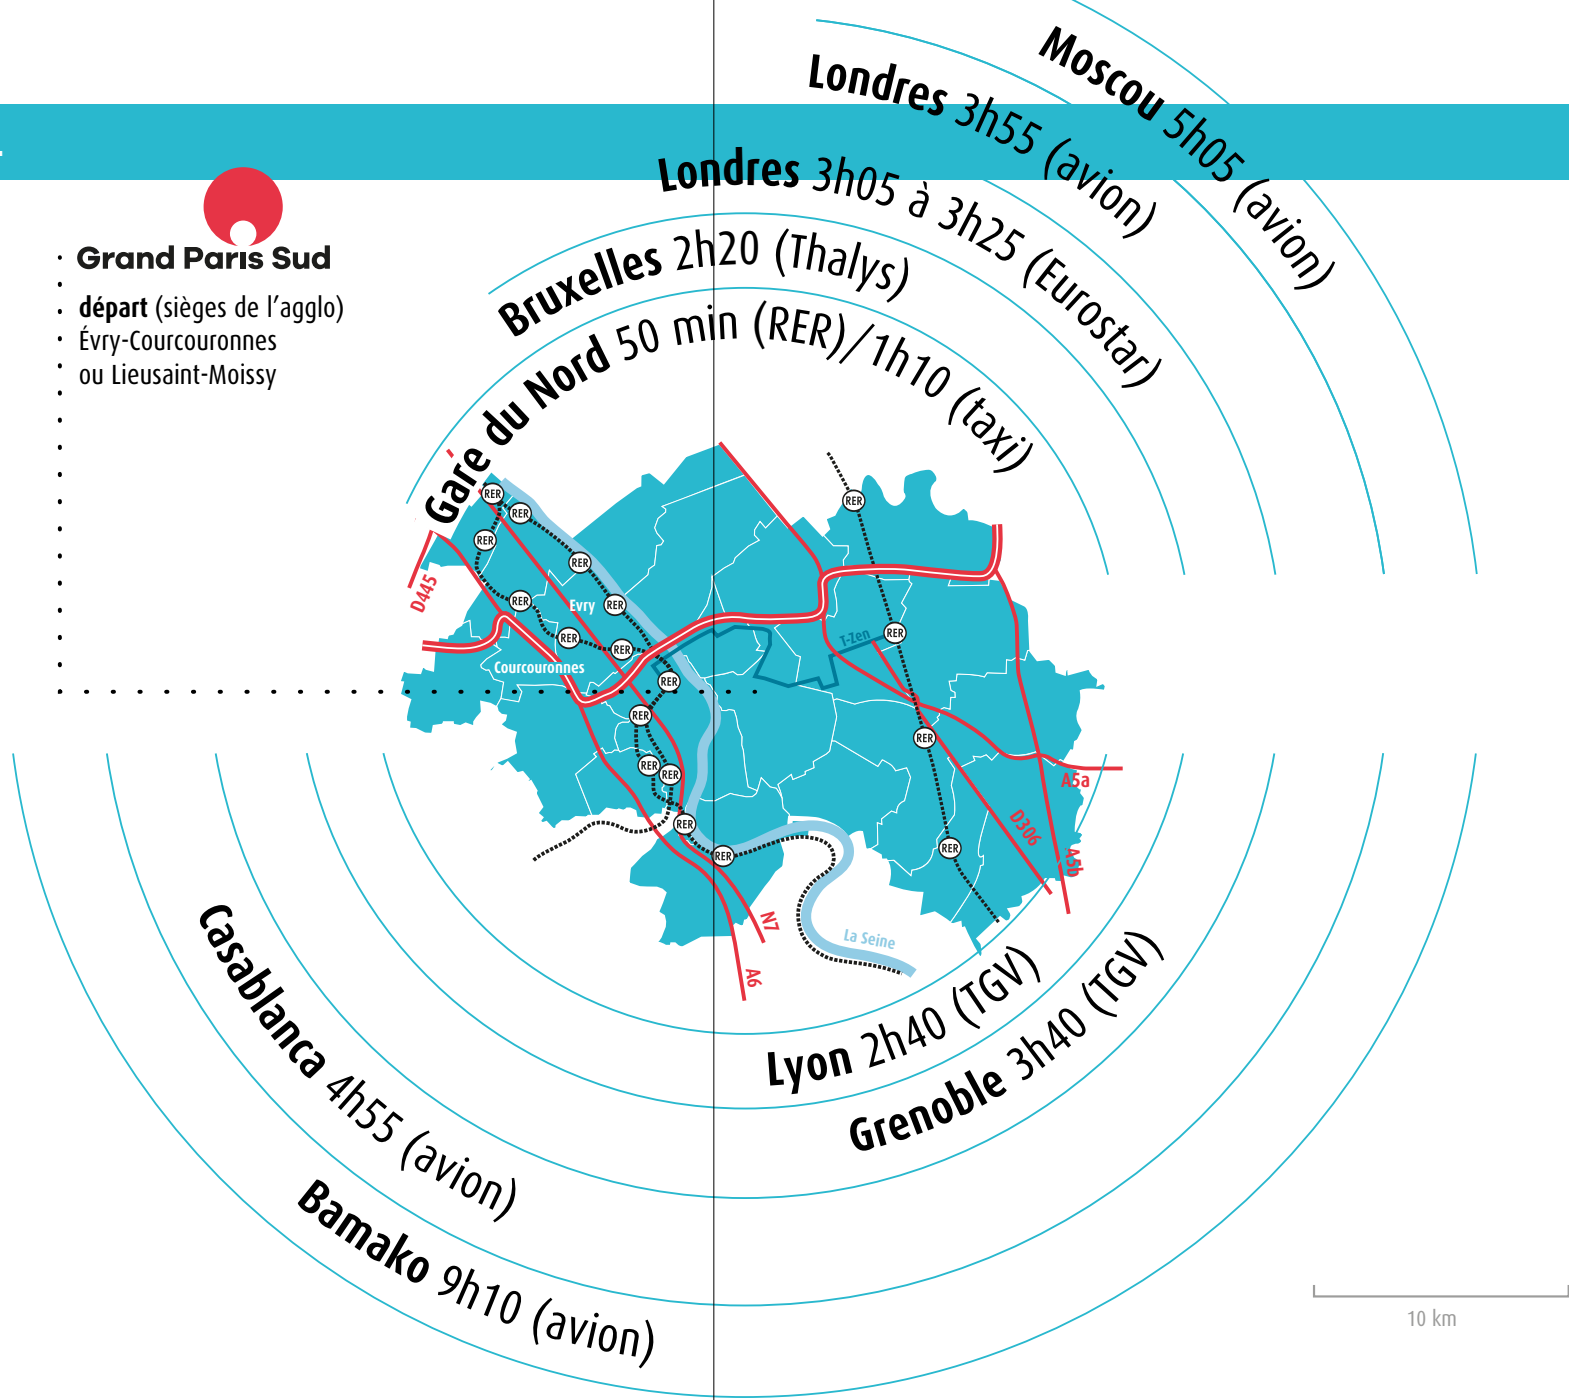 Moscou 5h05 (avion)
Londres 3h55 (avion)
Londres 3h05 à 3h25 (Eurostar)
Bruxelles 2h20 (Thalys)
Gare du Nord 50 min (RER)/1h10 (taxi)
Grand Paris Sud
départ (sièges de l'agglo)
Évry-Courcouronnes
ou Lieusaint-Moissy
RER
RER
RER
RER
RER
RER
RER
D445
Evry
RER
RER
T-Zen
RER
RER
Courcouronnes
RER
RER
RER
A5a
RER
RER
D306
RER
RER
A5b
RER
N7
La Seine
A6
Lyon 2h40 (TGV)
Grenoble 3h40 (TGV)
Casablanca 4h55 (avion)
Bamako 9h10 (avion)
10 km